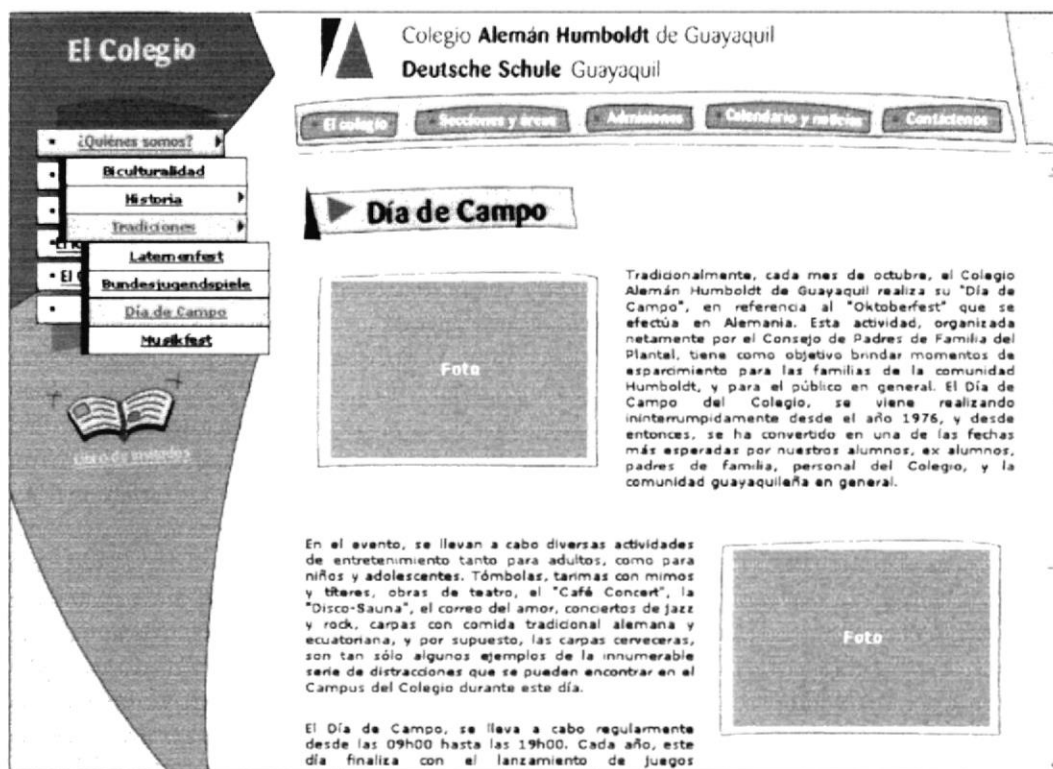 El Colegio
Colegio Alemán Humboldt de Guayaquil
Deutsche Schule Guayaquil
El colegio
Secciones y áreas
Admisiones
Calendario y noticias
Contáctenos
¿Quiénes somos?
Biculturalidad
Historia
Tradiciones
Laternenfest
Bundesjugendspiele
Día de Campo
Musikfest
Libro de invitados
Día de Campo
Foto
Tradicionalmente, cada mes de octubre, el Colegio
Alemán Humboldt de Guayaquil realiza su "Día de
Campo", en referencia al "Oktoberfest" que se
efectúa en Alemania. Esta actividad, organizada
netamente por el Consejo de Padres de Familia del
Plantel, tiene como objetivo brindar momentos de
esparcimiento para las familias de la comunidad
Humboldt, y para el público en general. El Día de
Campo del Colegio, se viene realizando
ininterrumpidamente desde el año 1976, y desde
entonces, se ha convertido en una de las fechas
más esperadas por nuestros alumnos, ex alumnos,
padres de familia, personal del Colegio, y la
comunidad guayaquileña en general.
En el evento, se llevan a cabo diversas actividades
de entretenimiento tanto para adultos, como para
niños y adolescentes. Tómbolas, tarimas con mimos
y títeres, obras de teatro, el "Café Concert", la
"Disco-Sauna", el correo del amor, conciertos de jazz
y rock, carpas con comida tradicional alemana y
ecuatoriana, y por supuesto, las carpas cerveceras,
son tan sólo algunos ejemplos de la innumerable
serie de distracciones que se pueden encontrar en el
Campus del Colegio durante este día.
Foto
El Día de Campo, se lleva a cabo regularmente
desde las 09h00 hasta las 19h00. Cada año, este
día finaliza con el lanzamiento de juegos